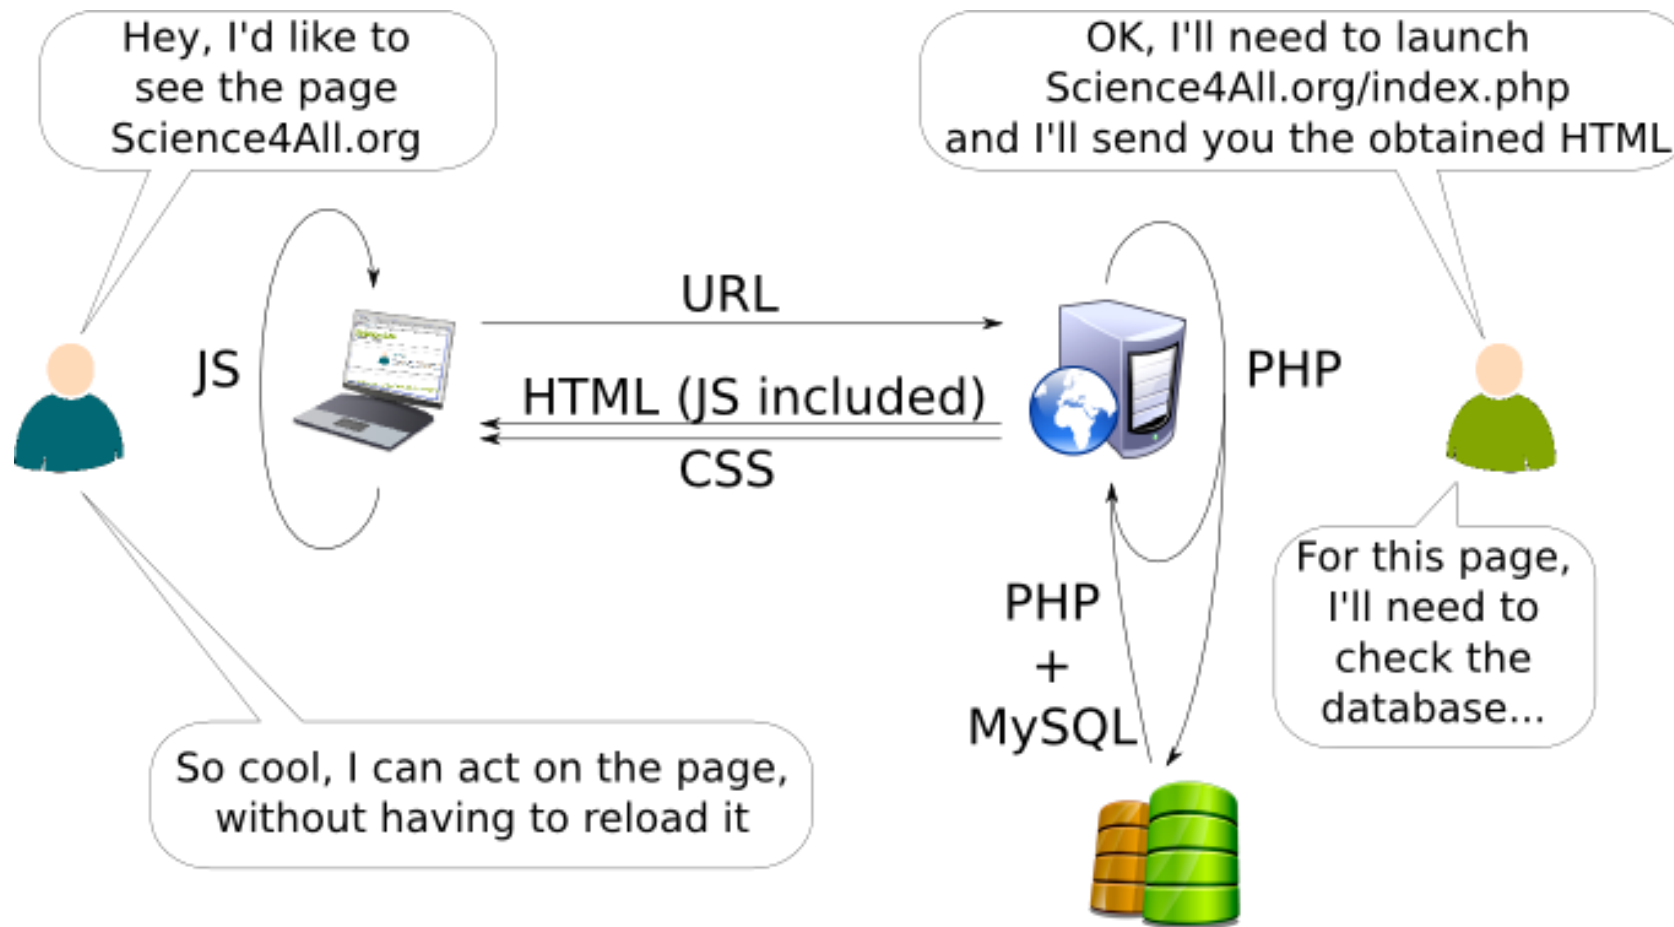 Hey, I'd like to
see the page
Science4All.org
OK, I'll need to launch
Science4All.org/index.php
and I'll send you the obtained HTML
URL
JS
HTML (JS included)
PHP
CSS
For this page,
I'll need to
check the
database...
PHP
+
MySQL
So cool, I can act on the page,
without having to reload it